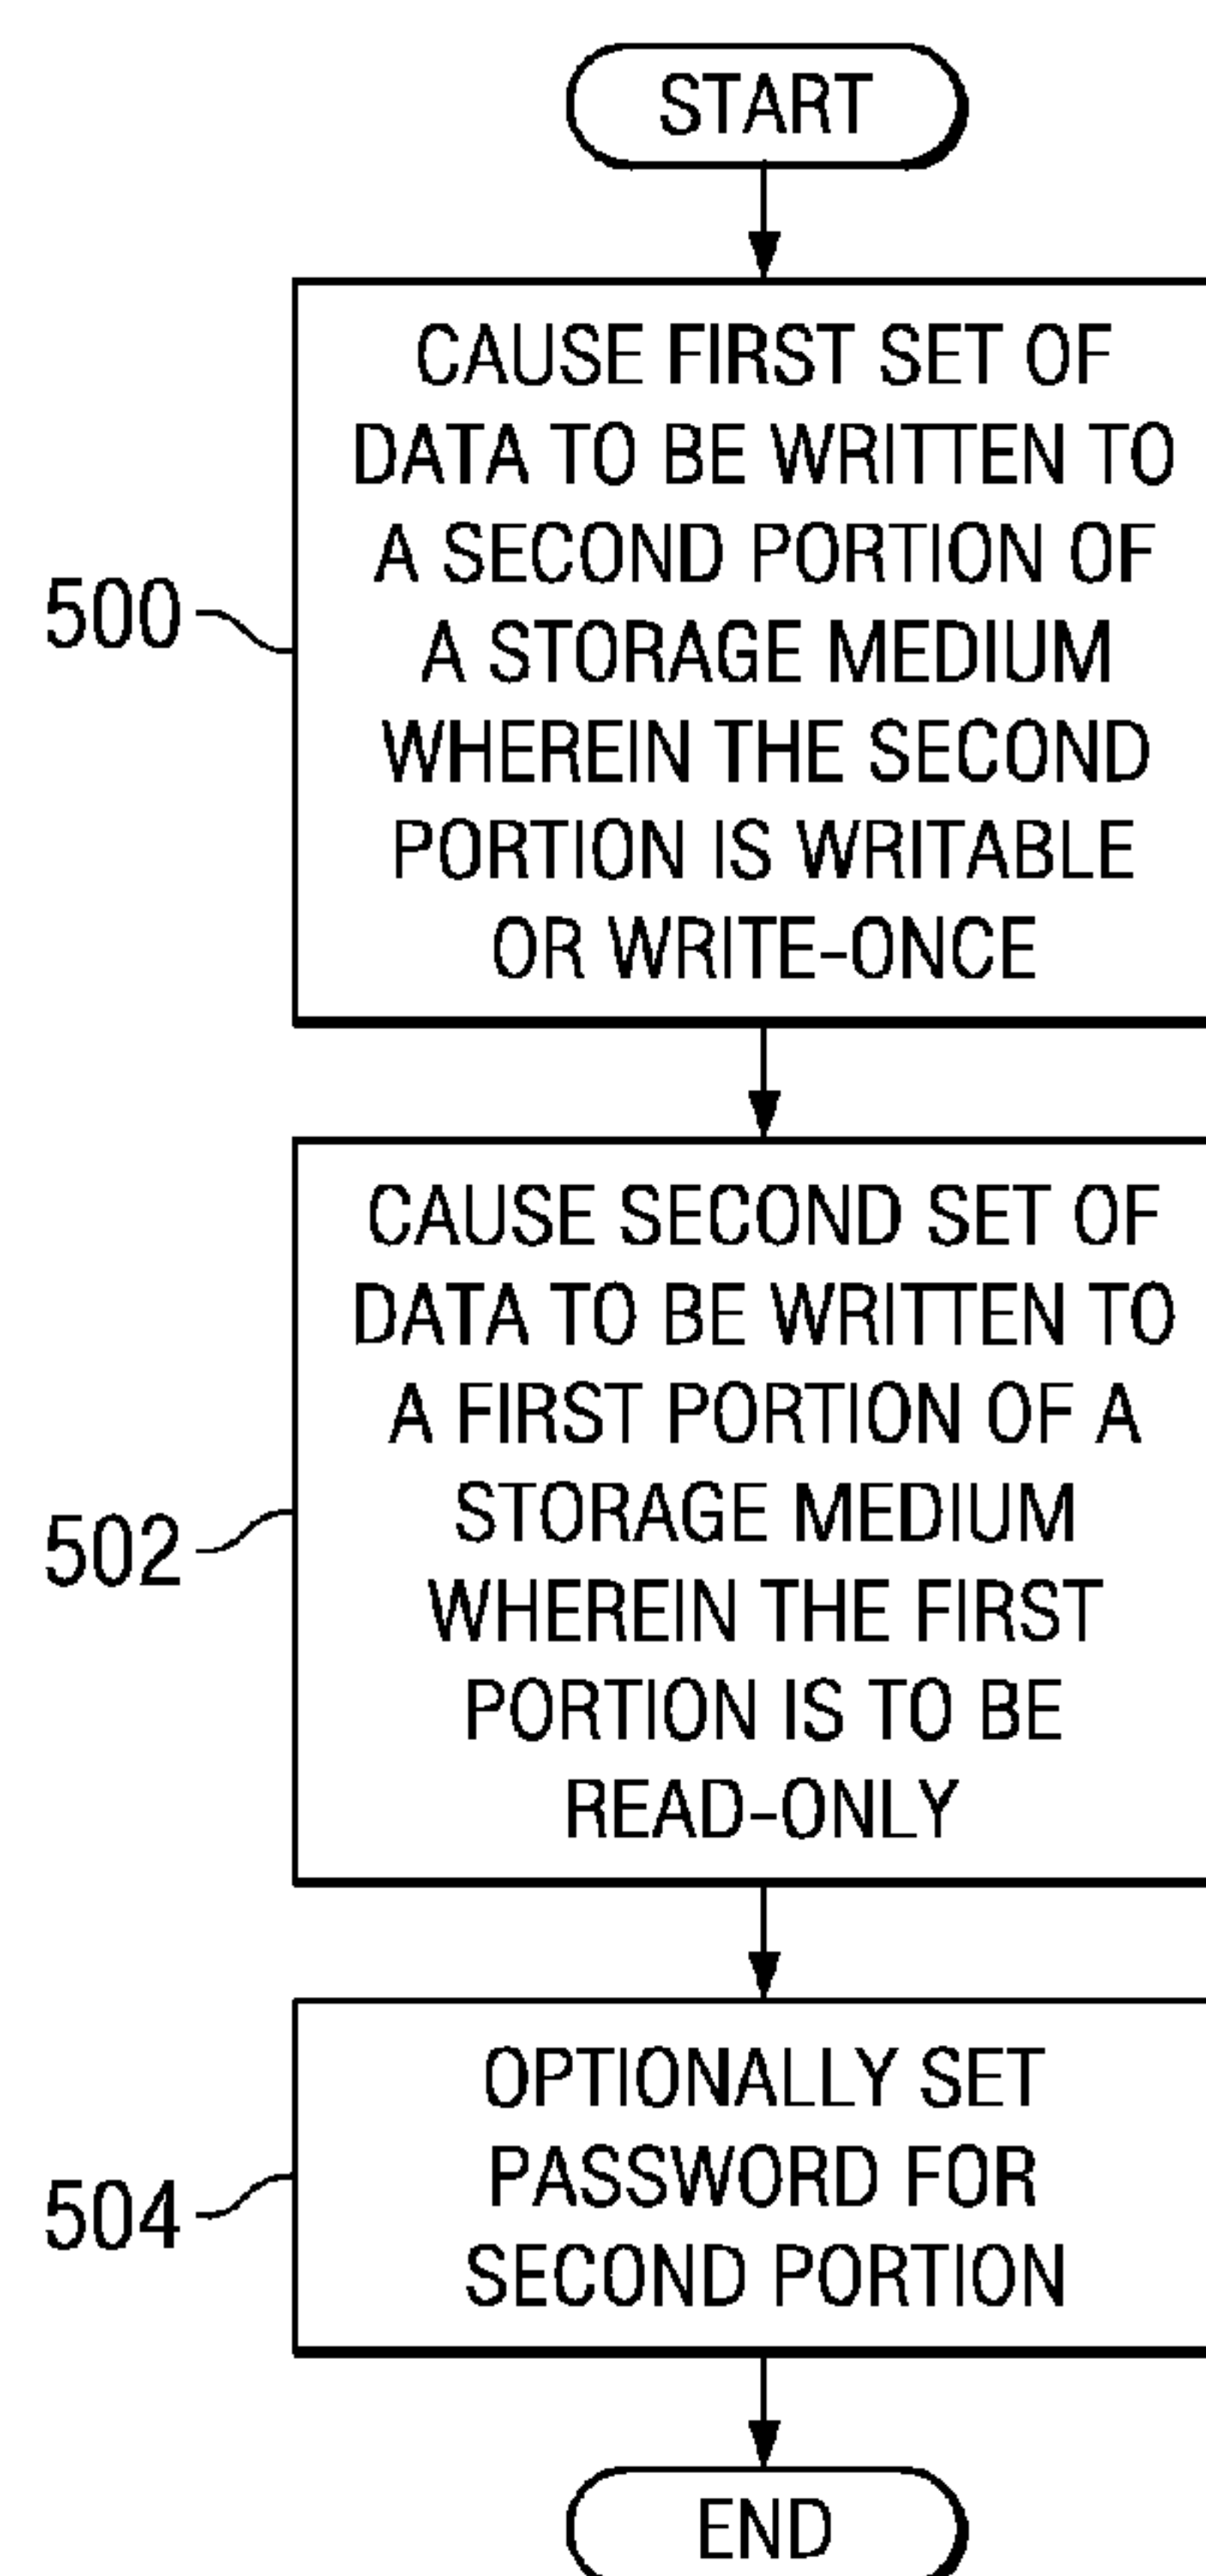 START
CAUSE FIRST SET OF
DATA TO BE WRITTEN TO
A SECOND PORTION OF
A STORAGE MEDIUM
WHEREIN THE SECOND
PORTION IS WRITABLE
OR WRITE-ONCE
500
CAUSE SECOND SET OF
DATA TO BE WRITTEN TO
A FIRST PORTION OF A
STORAGE MEDIUM
WHEREIN THE FIRST
PORTION IS TO BE
READ-ONLY
502
OPTIONALLY SET
PASSWORD FOR
SECOND PORTION
504
END